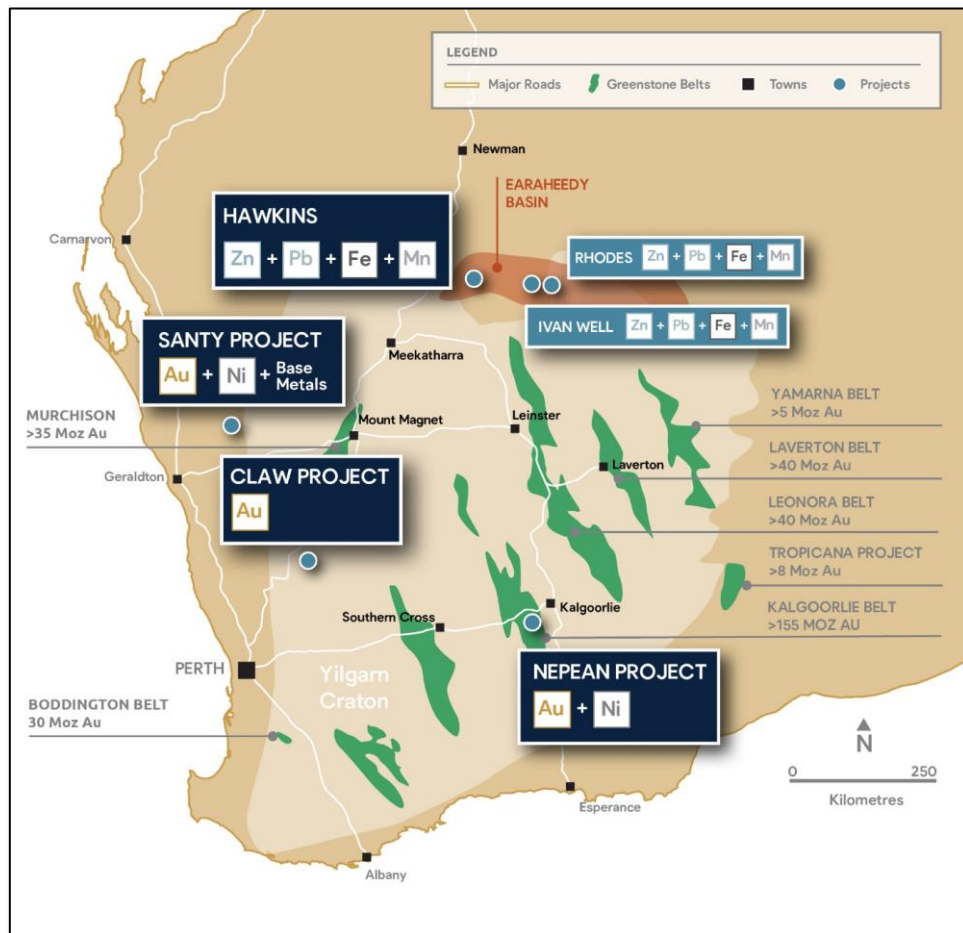 LEGEND
Major Roads
Greenstone Belts
Towns
Projects
Newman
EARAHEEDY
BASIN
HAWKINS
Zn + Pb + Fe + Mn
Camarvon
RHODES Zn + Pb + Fe + Mn
IVAN WELL Zn + Pb + Fe + Mn
SANTY PROJECT
Au + Ni + Base
Metals
Meekatharra
MURCHISON
>35 Moz Au
Mount Magnet
Leinster
YAMARNA BELT
>5 Moz Au
Geraldton
Laverton
LAVERTON BELT
>40 Moz Au
CLAW PROJECT
Au
LEONORA BELT
>40 Moz Au
TROPICANA PROJECT
>8 Moz Au
Kalgoorlie
KALGOORLIE BELT
>155 MOZ AU
Southern Cross
PERTH
Yilgarn
Craton
NEPEAN PROJECT
Au + Ni
BODDINGTON BELT
30 Moz Au
N
0 250
Kilometres
Esperance
Albany